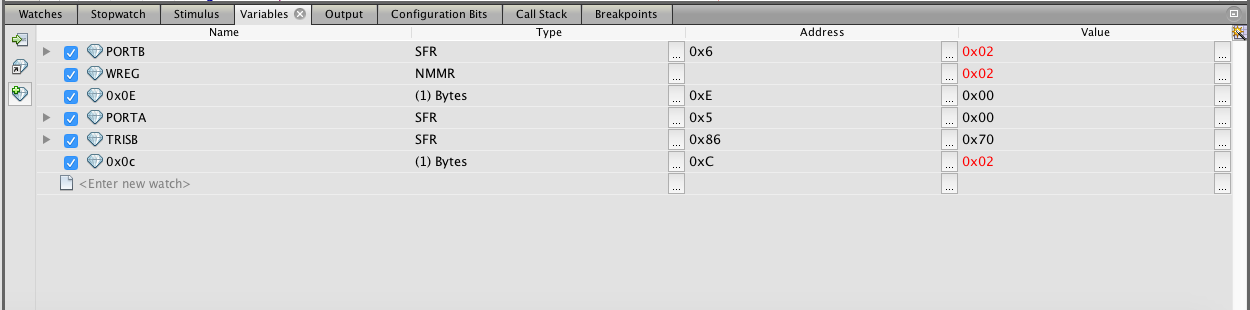 Watches Stopwatch Stimulus Variables Output Configuration Bits Call Stack Breakpoints
Name Type Address Value
PORTB SFR ... 0x6 ... 0x02 ...
WREG NMMR ... ... 0x02 ...
0x0E (1) Bytes ... 0xE ... 0x00 ...
PORTA SFR ... 0x5 ... 0x00 ...
TRISB SFR ... 0x86 ... 0x70 ...
0x0c (1) Bytes ... 0xC ... 0x02 ...
<Enter new watch> ... ... ...